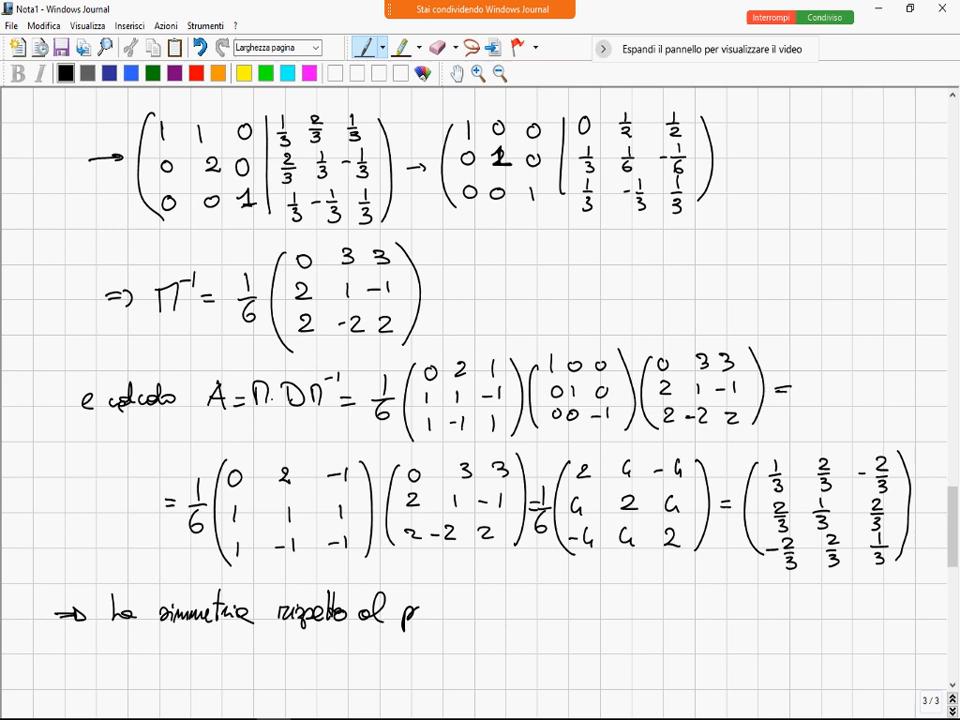 Nota1 - Windows Journal
Stai condividendo Windows Journal
Interrompi Condiviso
File Modifica Visualizza Inserisci Azioni Strumenti ?
Larghezza pagina
Espandi il pannello per visualizzare il video
B I
→ ( 1 1 0 | 1/3 2/3 1/3 ; 0 2 0 | 2/3 1/3 -1/3 ; 0 0 1 | 1/3 -1/3 1/3 ) → ( 1 0 0 | 0 1/2 1/2 ; 0 1 0 | 1/3 1/6 -1/6 ; 0 0 1 | 1/3 -1/3 1/3 )
=> M⁻¹ = 1/6 ( 0 3 3 ; 2 1 -1 ; 2 -2 2 )
e calcolo A = M·DM⁻¹ = 1/6 ( 0 2 1 ; 1 1 -1 ; 1 -1 1 ) ( 1 0 0 ; 0 1 0 ; 0 0 -1 ) ( 0 3 3 ; 2 1 -1 ; 2 -2 2 ) =
= 1/6 ( 0 2 -1 ; 1 1 1 ; 1 -1 -1 ) ( 0 3 3 ; 2 1 -1 ; 2 -2 2 ) = 1/6 ( 2 4 -4 ; 4 2 4 ; -4 4 2 ) = ( 1/3 2/3 -2/3 ; 2/3 1/3 2/3 ; -2/3 2/3 1/3 )
=> La simmetria rispetto al p
3 / 3